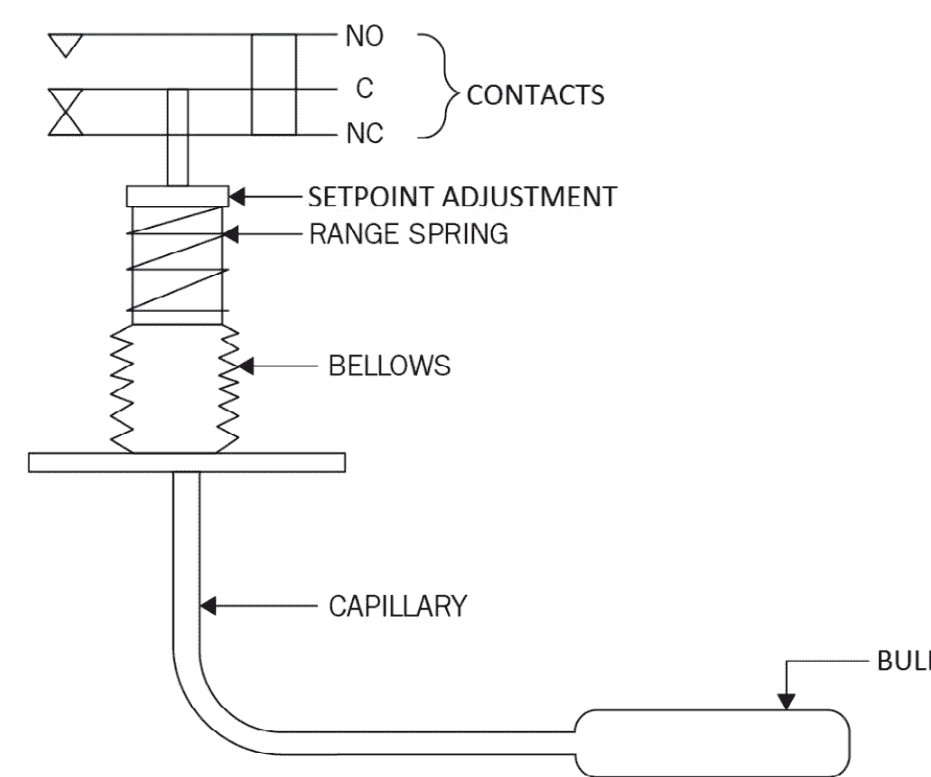 NO
C
CONTACTS
NC
SETPOINT ADJUSTMENT
RANGE SPRING
BELLOWS
CAPILLARY